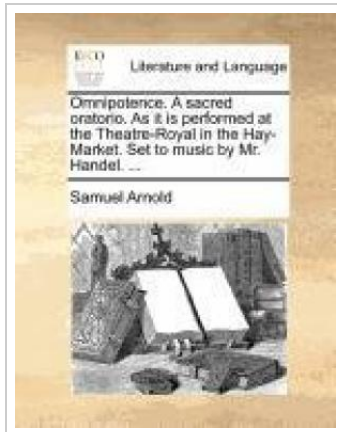 ECCO
Literature and Language
Omnipotence. A sacred
oratorio. As it is performed at
the Theatre-Royal in the Hay-
Market. Set to music by Mr.
Handel. ...
Samuel Arnold